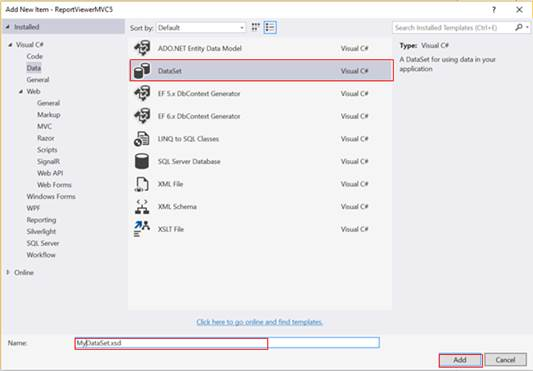 Add New Item - ReportViewerMVC5
? ×
Installed
Sort by: Default
Search Installed Templates (Ctrl+E)
Visual C#
Code
Data
General
Web
General
Markup
MVC
Razor
Scripts
SignalR
Web API
Web Forms
Windows Forms
WPF
Reporting
Silverlight
SQL Server
Workflow
Online
ADO.NET Entity Data Model Visual C#
DataSet Visual C#
EF 5.x DbContext Generator Visual C#
EF 6.x DbContext Generator Visual C#
LINQ to SQL Classes Visual C#
SQL Server Database Visual C#
XML File Visual C#
XML Schema Visual C#
XSLT File Visual C#
Type: Visual C#
A DataSet for using data in your
application
Click here to go online and find templates.
Name: MyDataSet.xsd
Add Cancel